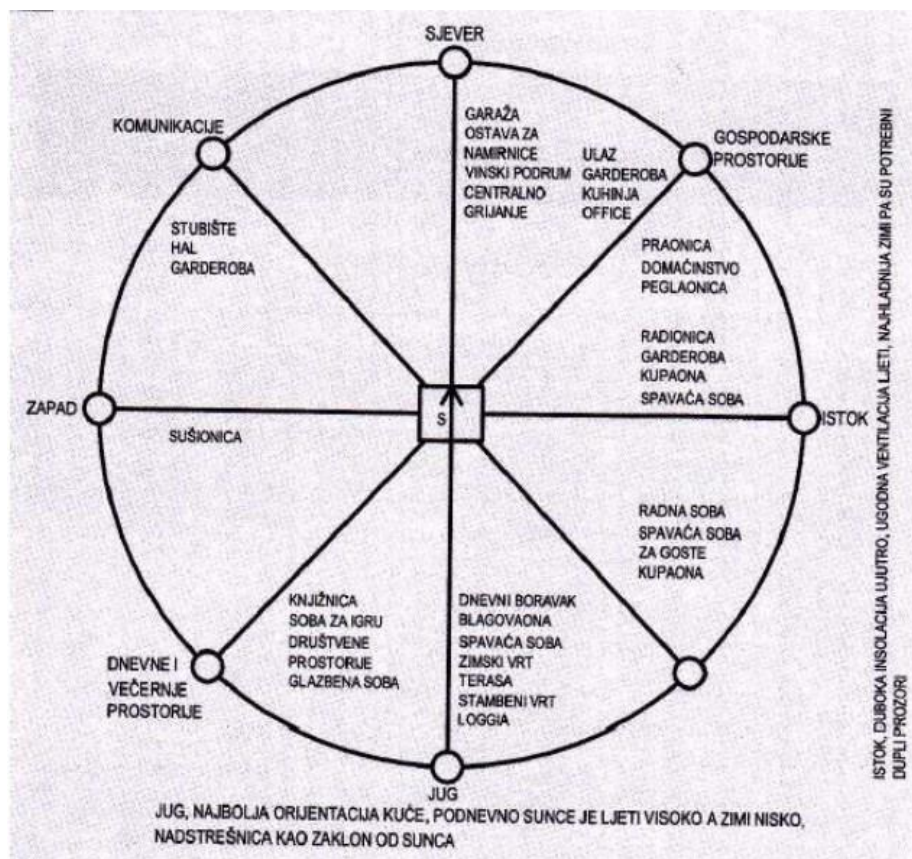 SJEVER
KOMUNIKACIJE
GOSPODARSKE
PROSTORIJE
GARAŽA
OSTAVA ZA
NAMIRNICE
VINSKI PODRUM
CENTRALNO
GRIJANJE
ULAZ
GARDEROBA
KUHINJA
OFFICE
STUBIŠTE
HAL
GARDEROBA
PRAONICA
DOMAĆINSTVO
PEGLAONICA
RADIONICA
GARDEROBA
KUPAONA
SPAVAĆA SOBA
ZAPAD
S
ISTOK
SUŠIONICA
RADNA SOBA
SPAVAĆA SOBA
ZA GOSTE
KUPAONA
KNJIŽNICA
SOBA ZA IGRU
DRUŠTVENE
PROSTORIJE
GLAZBENA SOBA
DNEVNI BORAVAK
BLAGOVAONA
SPAVAĆA SOBA
ZIMSKI VRT
TERASA
STAMBENI VRT
LOGGIA
DNEVNE I
VEČERNJE
PROSTORIJE
JUG
JUG, NAJBOLJA ORIJENTACIJA KUĆE, PODNEVNO SUNCE JE LJETI VISOKO A ZIMI NISKO,
NADSTREŠNICA KAO ZAKLON OD SUNCA
ISTOK, DUBOKA INSOLACIJA UJUTRO, UGODNA VENTILACIJA LJETI, NAJHLADNIJA ZIMI PA SU POTREBNI
DUPLI PROZORI